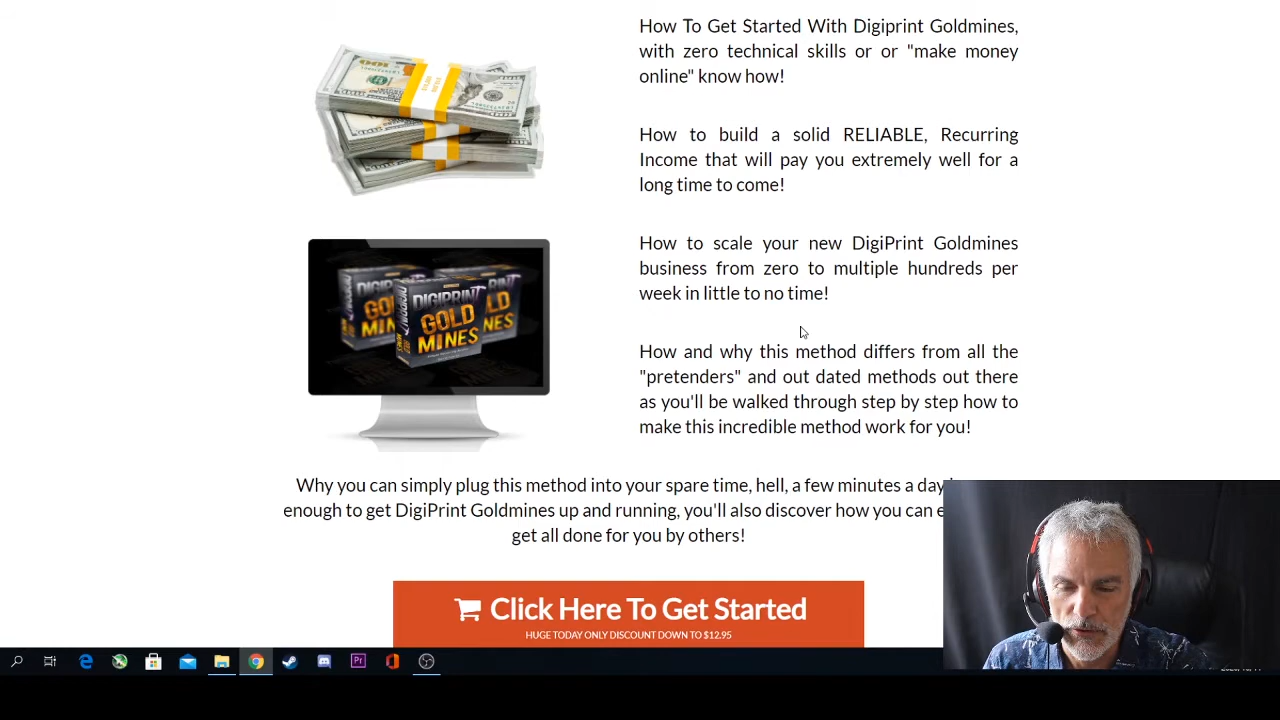 How To Get Started With Digiprint Goldmines,
with zero technical skills or or "make money
online" know how!
How to build a solid RELIABLE, Recurring
Income that will pay you extremely well for a
long time to come!
DIGIPRINT
GOLD
MINES
How to scale your new DigiPrint Goldmines
business from zero to multiple hundreds per
week in little to no time!
How and why this method differs from all the
"pretenders" and out dated methods out there
as you'll be walked through step by step how to
make this incredible method work for you!
Why you can simply plug this method into your spare time, hell, a few minutes a day
enough to get DigiPrint Goldmines up and running, you'll also discover how you can
get all done for you by others!
Click Here To Get Started
HUGE TODAY ONLY DISCOUNT DOWN TO $12.95